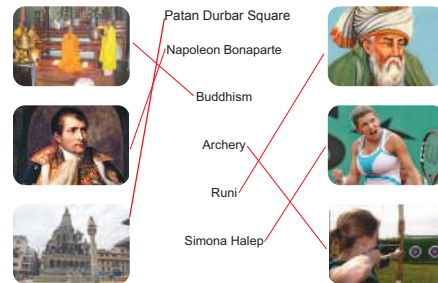 Patan Durbar Square
Napoleon Bonaparte
Buddhism
Archery
Runi
Simona Halep